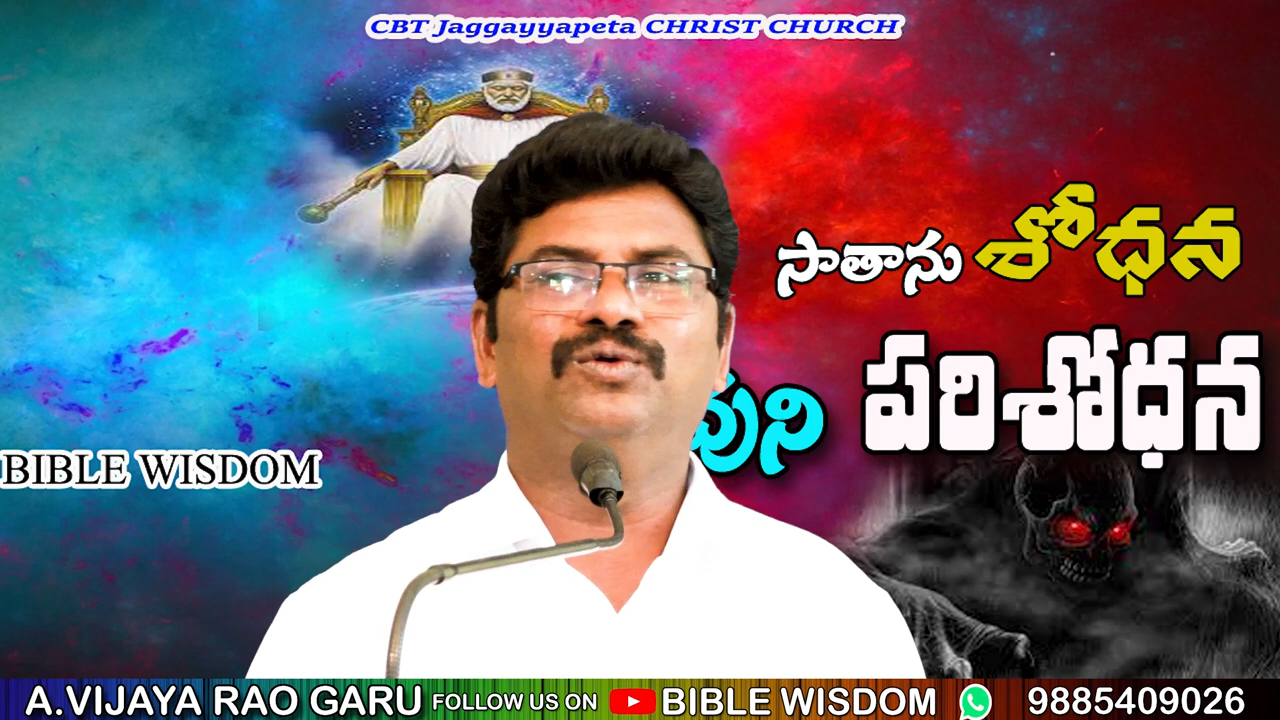 CBT Jaggayyapeta CHRIST CHURCH
సాతాను శోధన
పరిశోధన
BIBLE WISDOM
A.VIJAYA RAO GARU FOLLOW US ON BIBLE WISDOM 9885409026